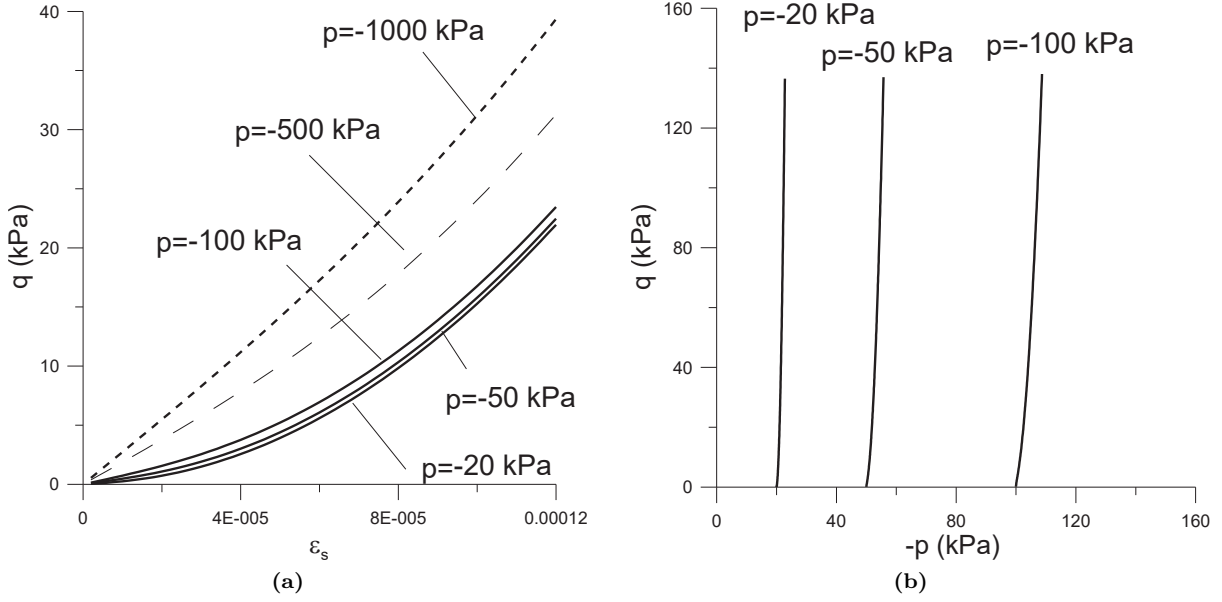 40
30
20
10
0
q (kPa)
p=-1000 kPa
p=-500 kPa
p=-100 kPa
p=-50 kPa
p=-20 kPa
0
4E-005
8E-005
0.00012
εs
(a)
160
120
80
40
0
q (kPa)
p=-20 kPa
p=-50 kPa
p=-100 kPa
0
40
80
120
160
-p (kPa)
(b)